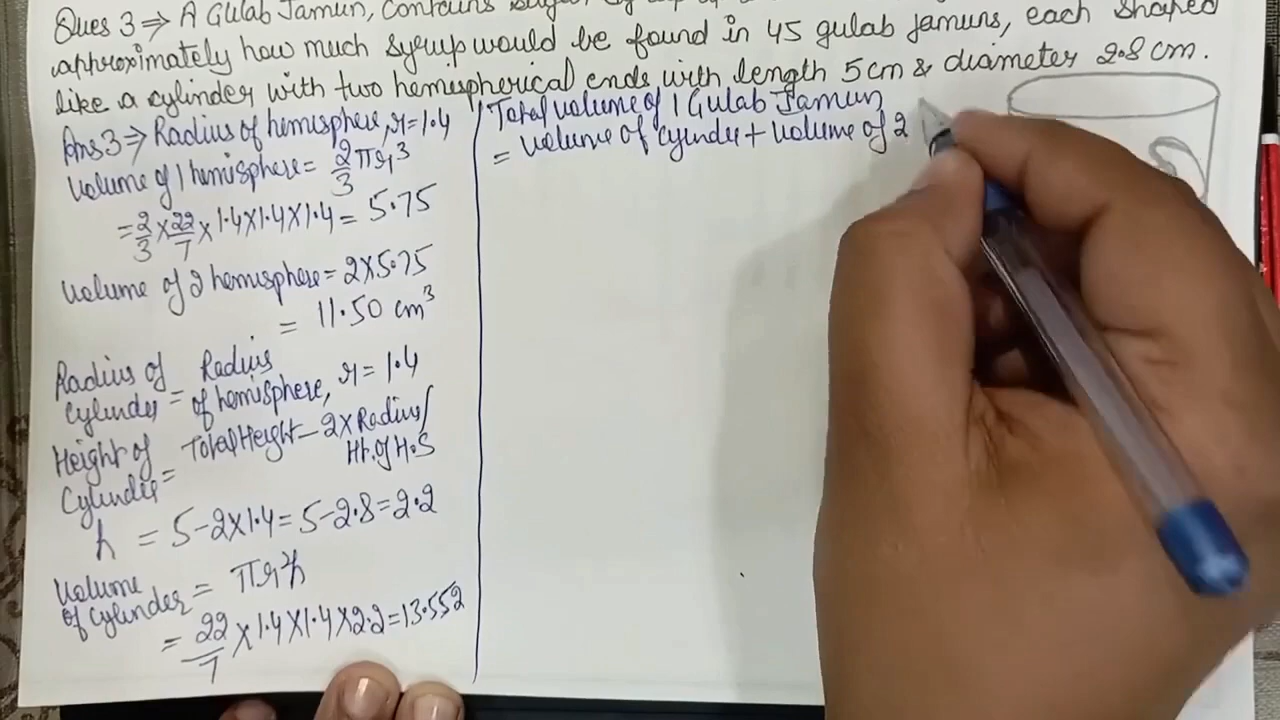 Ques 3 ⇒ A Gulab Jamun, contains sugar syrup
approximately how much syrup would be found in 45 gulab jamuns, each shaped
like a cylinder with two hemispherical ends with length 5cm & diameter 2.8 cm.
Ans 3 ⇒ Radius of hemisphere, r = 1.4
Volume of 1 hemisphere = 2/3 πr³
= 2/3 × 22/7 × 1.4 × 1.4 × 1.4 = 5.75
Volume of 2 hemisphere = 2 × 5.75
= 11.50 cm³
Radius of Cylinder = Radius of hemisphere, r = 1.4
Height of Cylinder = Total Height – 2 × Radius/Ht. of H.S
h = 5 – 2 × 1.4 = 5 – 2.8 = 2.2
Volume of cylinder = πr²h
= 22/7 × 1.4 × 1.4 × 2.2 = 13.552
Total volume of 1 Gulab Jamun
= volume of cylinder + volume of 2